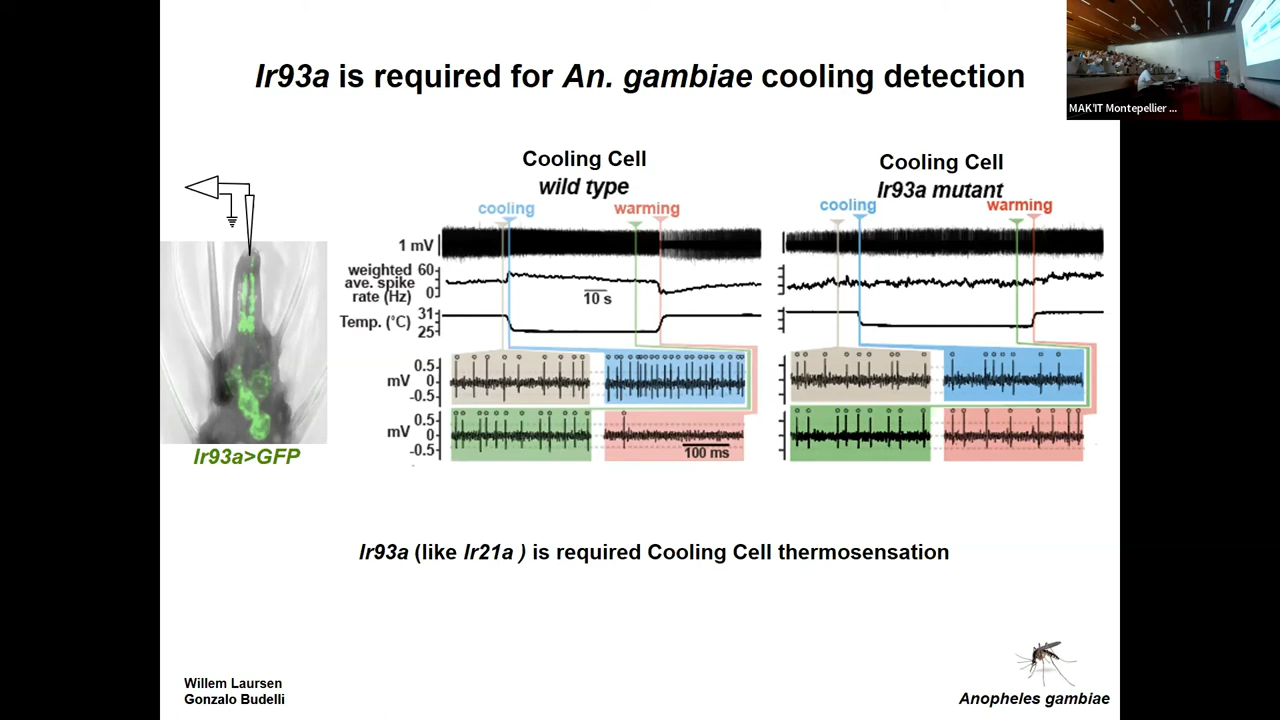 Ir93a is required for An. gambiae cooling detection
MAK'IT Montepellier ...
Cooling Cell
wild type
Cooling Cell
Ir93a mutant
cooling
warming
cooling
warming
1 mV
weighted
ave. spike
rate (Hz)
60
0
10 s
Temp. (°C)
31
25
mV
0.5
0
-0.5
mV
0.5
0
-0.5
100 ms
Ir93a>GFP
Ir93a (like Ir21a ) is required Cooling Cell thermosensation
Willem Laursen
Gonzalo Budelli
Anopheles gambiae